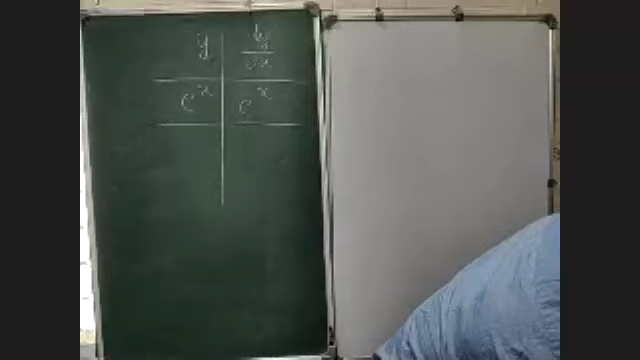 y | dy/dx
e^x | e^x